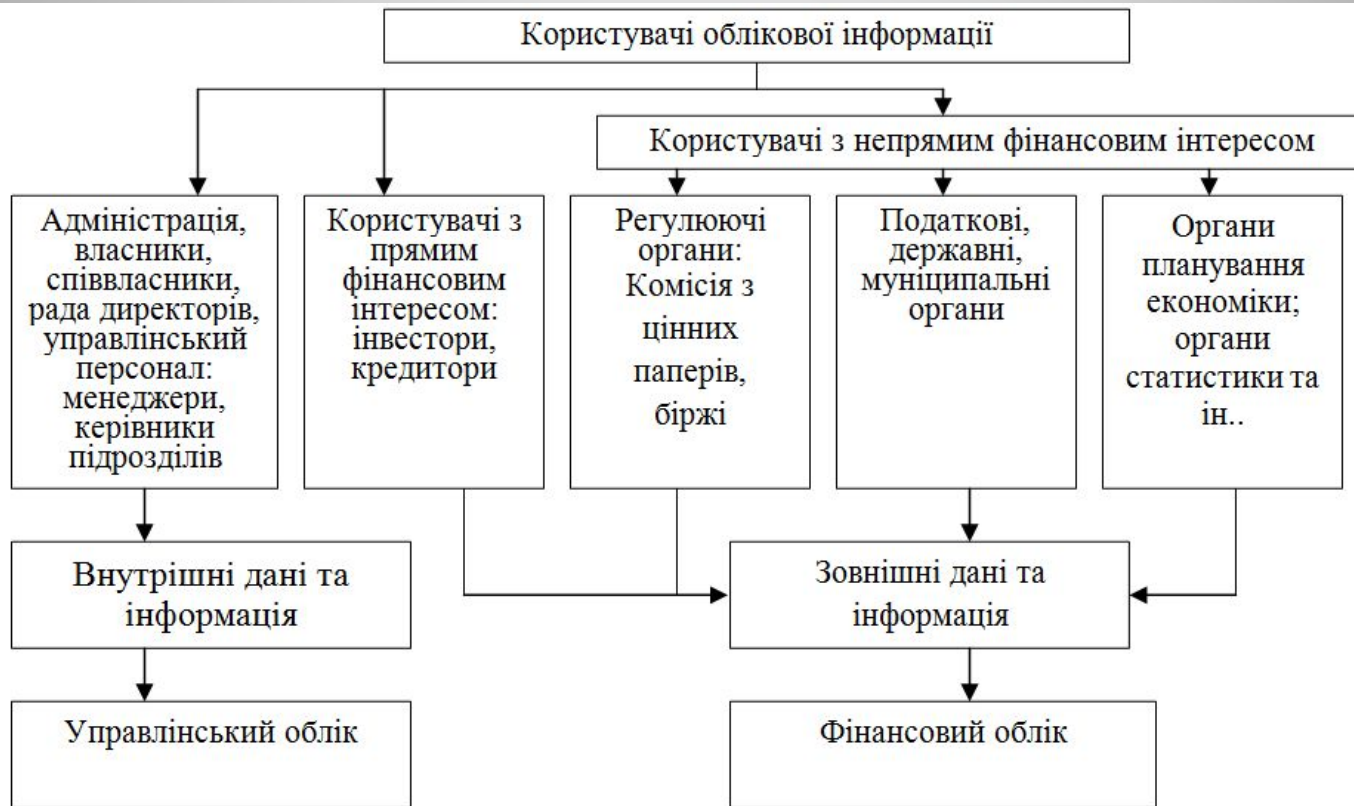 Користувачі облікової інформації
Користувачі з непрямим фінансовим інтересом
Адміністрація,
власники,
співвласники,
рада директорів,
управлінський
персонал:
менеджери,
керівники
підрозділів
Користувачі з
прямим
фінансовим
інтересом:
інвестори,
кредитори
Регулюючі
органи:
Комісія з
цінних
паперів,
біржі
Податкові,
державні,
муніципальні
органи
Органи
планування
економіки;
органи
статистики та
ін..
Внутрішні дані та
інформація
Зовнішні дані та
інформація
Управлінський облік
Фінансовий облік